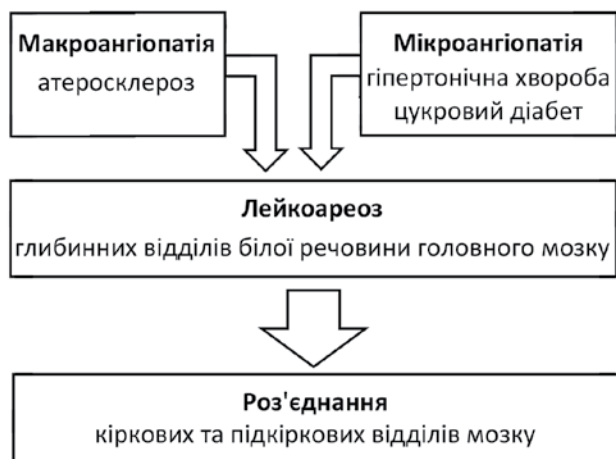 Макроангіопатія
атеросклероз
Мікроангіопатія
гіпертонічна хвороба
цукровий діабет
Лейкоареоз
глибинних відділів білої речовини головного мозку
Роз'єднання
кіркових та підкіркових відділів мозку